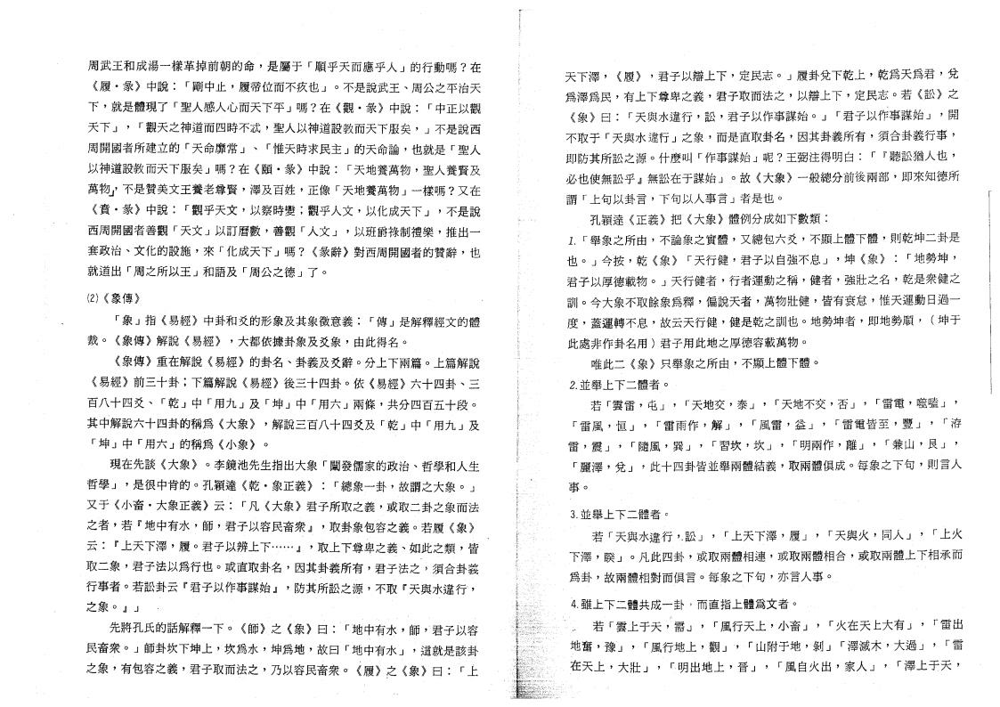 周武王和成湯一樣革掉前朝的命，是屬于「順乎天而應乎人」的行動嗎？在
《履・彖》中說：「剛中止，履帝位而不疚也」。不是說武王、周公之平治天
下，就是體現了「聖人感人心而天下平」嗎？在《觀・彖》中說：「中正以觀
天下」，「觀天之神道而四時不忒，聖人以神道設教而天下服矣，」不是說西
周開國者所建立的「天命靡常」、「惟天時求民主」的天命論，也就是「聖人
以神道設教而天下服矣」嗎？在《頤・彖》中說：「天地養萬物，聖人養賢及
萬物」，不是贊美文王養老尊賢，澤及百姓，正像「天地養萬物」一樣嗎？又在
《賁・彖》中說：「觀乎天文，以察時變；觀乎人文，以化成天下」，不是說
西周開國者善觀「天文」以訂曆數，善觀「人文」，以班爵祿制禮樂，推出一
套政治、文化的設施，來「化成天下」嗎？《彖辭》對西周開國者的贊辭，也
就道出「周之所以王」和語及「周公之德」了。
(2)《象傳》
「象」指《易經》中卦和爻的形象及其象徵意義：「傳」是解釋經文的體
裁。《象傳》解說《易經》，大都依據卦象及爻象，由此得名。
《象傳》重在解說《易經》的卦名、卦義及爻辭。分上下兩篇。上篇解說
《易經》前三十卦；下篇解說《易經》後三十四卦。依《易經》六十四卦、三
百八十四爻、「乾」中「用九」及「坤」中「用六」兩條，共分四百五十段。
其中解說六十四卦的稱爲《大象》，解說三百八十四爻及「乾」中「用九」及
「坤」中「用六」的稱爲《小象》。
現在先談《大象》。李鏡池先生指出大象「闡發儒家的政治、哲學和人生
哲學」，是很中肯的。孔穎達《乾・象正義》：「總象一卦，故謂之大象。」
又于《小畜・大象正義》云：「凡《大象》君子所取之義，或取二卦之象而法
之者，若『地中有水，師，君子以容民畜衆』，取卦象包容之義。若履《象》
云：『上天下澤，履。君子以辨上下……』，取上下尊卑之義、如此之類，皆
取二象，君子法以爲行也。或直取卦名，因其卦義所有，君子法之，須合卦義
行事者。若訟卦云『君子以作事謀始』，防其所訟之源，不取『天與水違行，
之象。』」
先將孔氏的話解釋一下。《師》之《象》曰：「地中有水，師，君子以容
民畜衆。」師卦坎下坤上，坎爲水，坤爲地，故曰「地中有水」，這就是該卦
之象，有包容之義，君子取而法之，乃以容民畜衆。《履》之《象》曰：「上
天下澤，《履》，君子以辯上下，定民志。」履卦兌下乾上，乾爲天爲君，兌
爲澤爲民，有上下尊卑之義，君子取而法之，以辯上下，定民志。若《訟》之
《象》曰：「天與水違行，訟，君子以作事謀始。」「君子以作事謀始」，開
不取于「天與水違行」之象，而是直取卦名，因其卦義所有，須合卦義行事，
即防其所訟之源。什麼叫「作事謀始」呢？王弼注得明白：「『聽訟猶人也，
必也使無訟乎』無訟在于謀始」。故《大象》一般總分前後兩部，即來知德所
謂「上句以卦言，下句以人事言」者是也。
孔穎達《正義》把《大象》體例分成如下數類：
1.「舉象之所由，不論象之實體，又總包六爻，不顯上體下體，則乾坤二卦是
也。」今按，乾《象》「天行健，君子以自強不息」，坤《象》：「地勢坤，
君子以厚德載物。」天行健者，行者運動之稱，健者，強壯之名，乾是衆健之
訓。今大象不取餘象爲釋，偏說天者，萬物壯健，皆有衰怠，惟天運動日過一
度，蓋運轉不息，故云天行健，健是乾之訓也。地勢坤者，即地勢順，（坤于
此處非作卦名用）君子用此地之厚德容載萬物。
唯此二《象》只舉象之所由，不顯上體下體。
2.並舉上下二體者。
若「雲雷，屯」，「天地交，泰」，「天地不交，否」，「雷電，噬嗑」，
「雷風，恒」，「雷雨作，解」，「風雷，益」，「雷電皆至，豐」，「洊
雷，震」，「隨風，巽」，「習坎，坎」，「明兩作，離」，「兼山，艮」，
「麗澤，兌」，此十四卦皆並舉兩體結義，取兩體俱成。每象之下句，則言人
事。
3.並舉上下二體者。
若「天與水違行，訟」，「上天下澤，履」，「天與火，同人」，「上火
下澤，睽」。凡此四卦，或取兩體相連，或取兩體相合，或取兩體上下相承而
爲卦，故兩體相對而俱言。每象之下句，亦言人事。
4.雖上下二體共成一卦，而直指上體爲文者。
若「雲上于天，需」，「風行天上，小畜」，「火在天上大有」，「雷出
地奮，豫」，「風行地上，觀」，「山附于地，剝」「澤滅木，大過」，「雷
在天上，大壯」，「明出地上，晉」，「風自火出，家人」，「澤上于天，